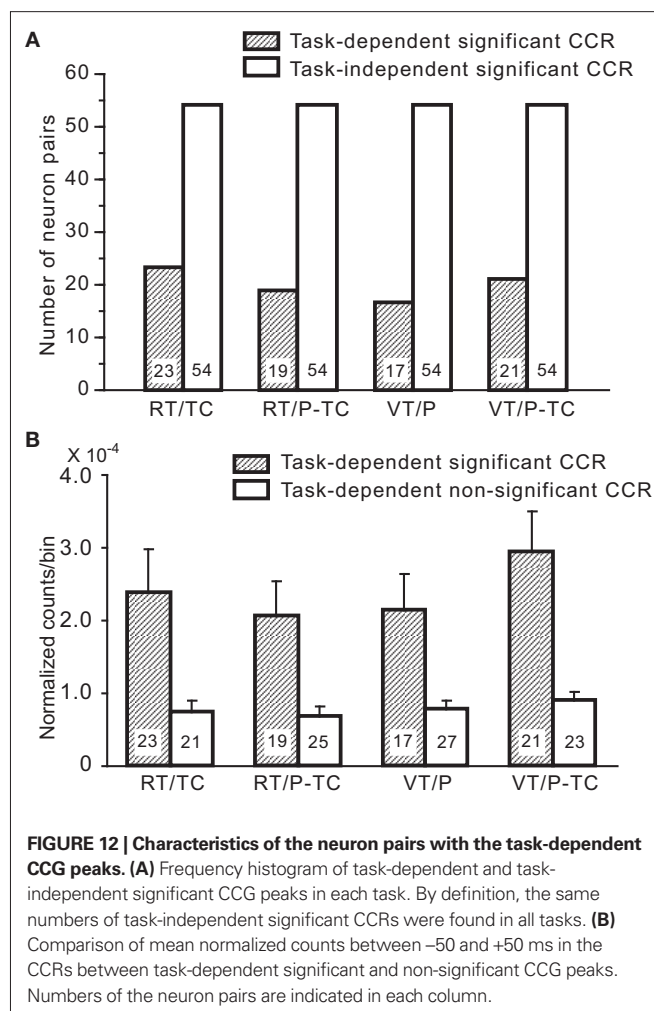 A
Task-dependent significant CCR
Task-independent significant CCR
60
50
40
30
20
10
0
Number of neuron pairs
23 54 19 54 17 54 21 54
RT/TC RT/P-TC VT/P VT/P-TC
B
X 10-4
Task-dependent significant CCR
Task-dependent non-significant CCR
4.0
3.0
2.0
1.0
0
Normalized counts/bin
23 21 19 25 17 27 21 23
RT/TC RT/P-TC VT/P VT/P-TC
FIGURE 12 | Characteristics of the neuron pairs with the task-dependent
CCG peaks. (A) Frequency histogram of task-dependent and task-
independent significant CCG peaks in each task. By definition, the same
numbers of task-independent significant CCRs were found in all tasks. (B)
Comparison of mean normalized counts between –50 and +50 ms in the
CCRs between task-dependent significant and non-significant CCG peaks.
Numbers of the neuron pairs are indicated in each column.